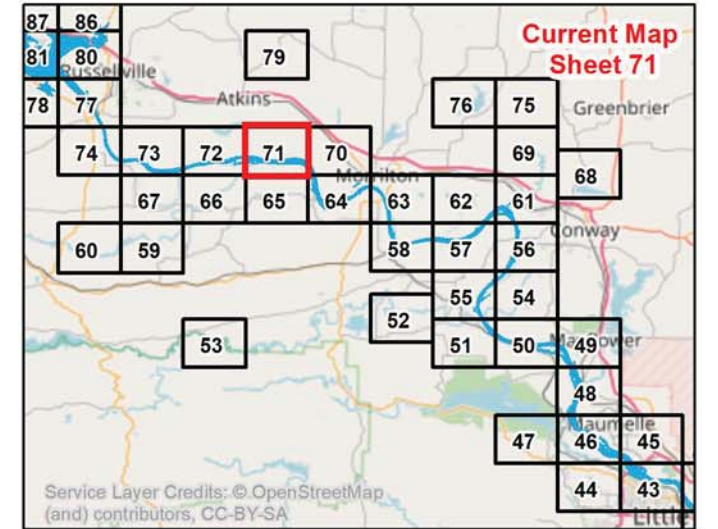 87 86
Current Map
Sheet 71
81 80 79
Russellville
78 77 Atkins 76 75 Greenbrier
74 73 72 71 70 69
Morrilton 68
67 66 65 64 63 62 61
Conway
60 59 58 57 56
55 54
52
53 51 50 49
48
Maumelle
47 46 45
Service Layer Credits: © OpenStreetMap
(and) contributors, CC-BY-SA
44 43
Little